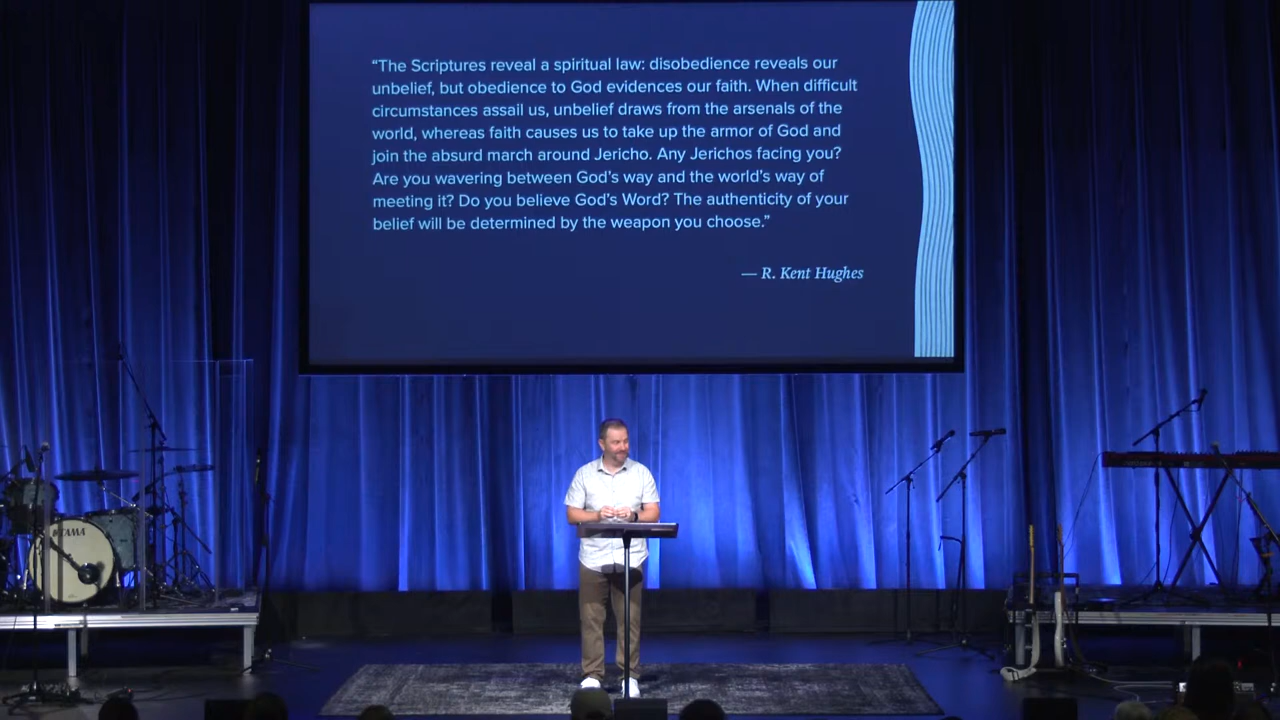 “The Scriptures reveal a spiritual law: disobedience reveals our
unbelief, but obedience to God evidences our faith. When difficult
circumstances assail us, unbelief draws from the arsenals of the
world, whereas faith causes us to take up the armor of God and
join the absurd march around Jericho. Any Jerichos facing you?
Are you wavering between God’s way and the world’s way of
meeting it? Do you believe God’s Word? The authenticity of your
belief will be determined by the weapon you choose.”
— R. Kent Hughes
TAMA